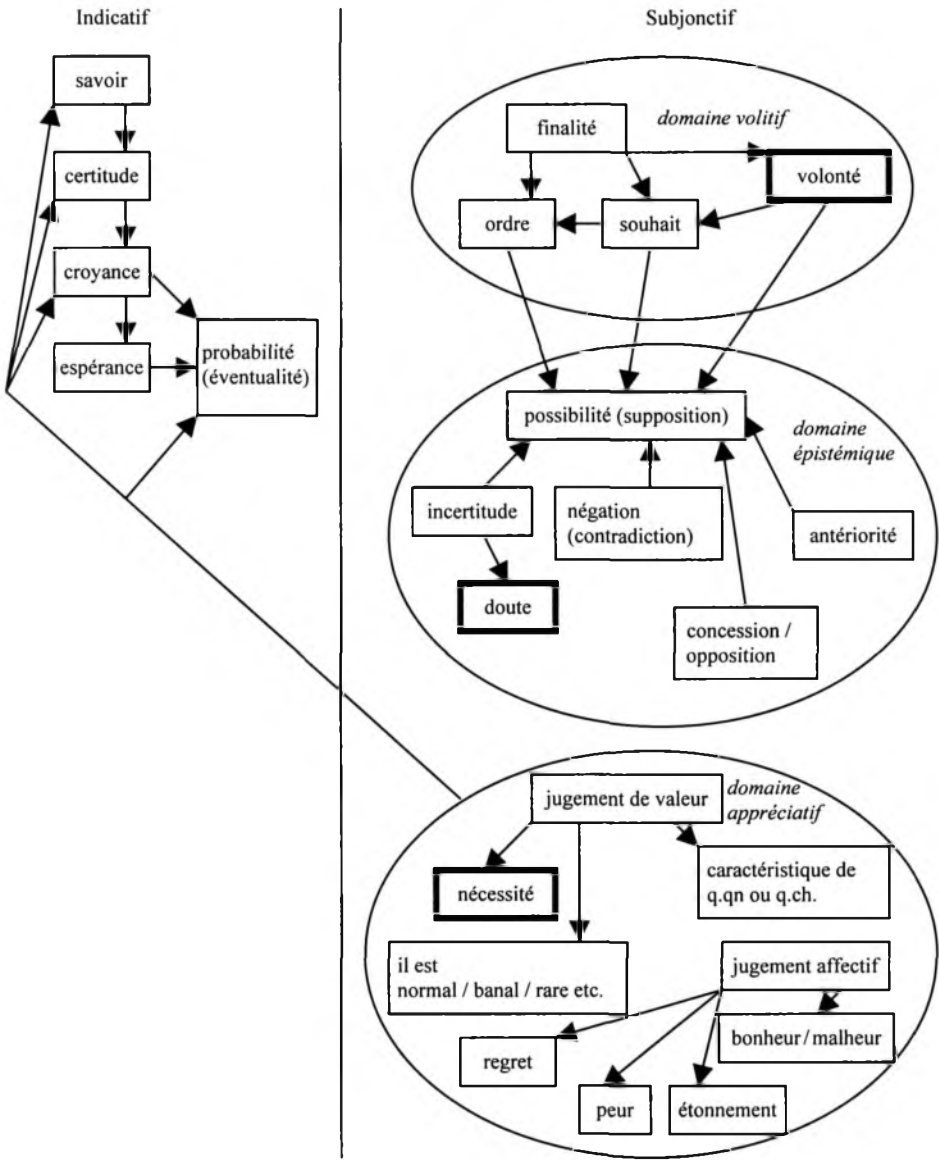 Indicatif
Subjonctif
savoir
certitude
croyance
espérance
probabilité
(éventualité)
finalité
domaine volitif
volonté
ordre
souhait
possibilité (supposition)
domaine
épistémique
incertitude
négation
(contradiction)
antériorité
doute
concession /
opposition
jugement de valeur
domaine
appréciatif
nécessité
caractéristique de
q.qn ou q.ch.
il est
normal / banal / rare etc.
jugement affectif
bonheur / malheur
regret
peur
étonnement